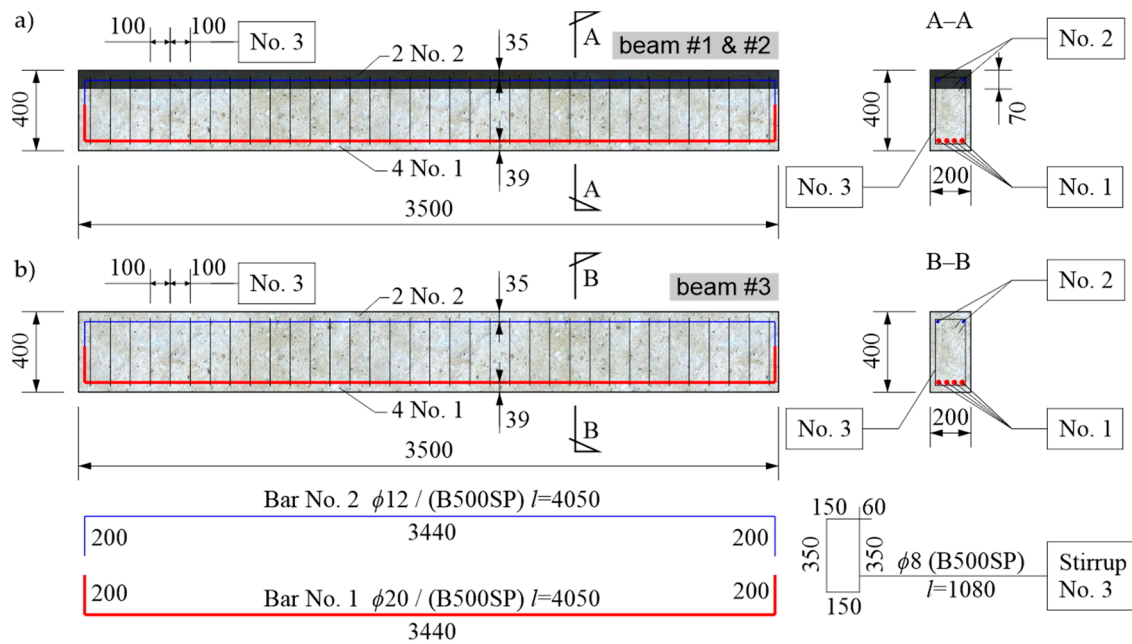 a)
100
100
No. 3
2 No. 2
35
A
beam #1 & #2
A–A
No. 2
400
400
70
4 No. 1
39
A
200
No. 3
No. 1
3500
b)
100
100
No. 3
2 No. 2
35
B
beam #3
B–B
No. 2
400
400
4 No. 1
39
B
200
No. 3
No. 1
3500
Bar No. 2 ϕ12 / (B500SP) l=4050
200
3440
200
150
60
350
350
ϕ8 (B500SP)
l=1080
150
Stirrup
No. 3
200
Bar No. 1 ϕ20 / (B500SP) l=4050
200
3440